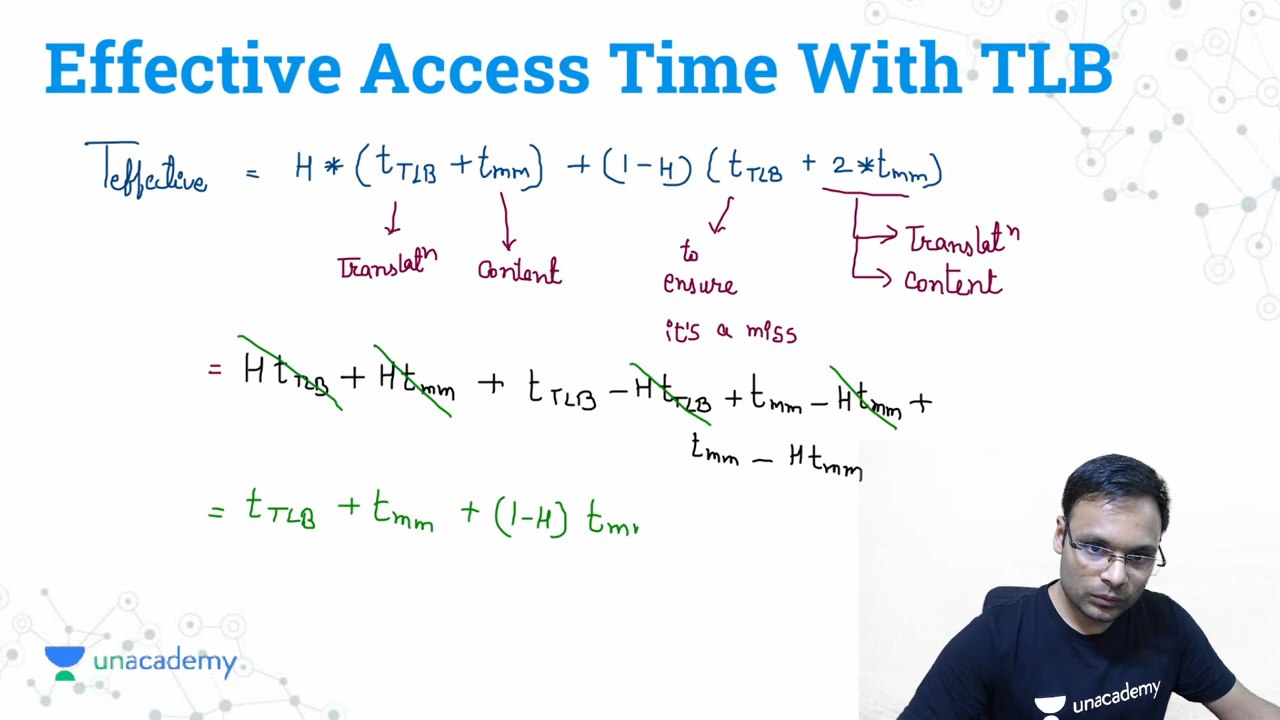 Effective Access Time With TLB
Teffective = H * (tTLB + tmm) + (1-H) (tTLB + 2*tmm)
Translatⁿ
Content
to
ensure
it's a miss
Translatⁿ
Content
= HtTLB + Htmm + tTLB - HtTLB + tmm - Htmm +
tmm - Htmm
= tTLB + tmm + (1-H) tm
unacademy
unacademy